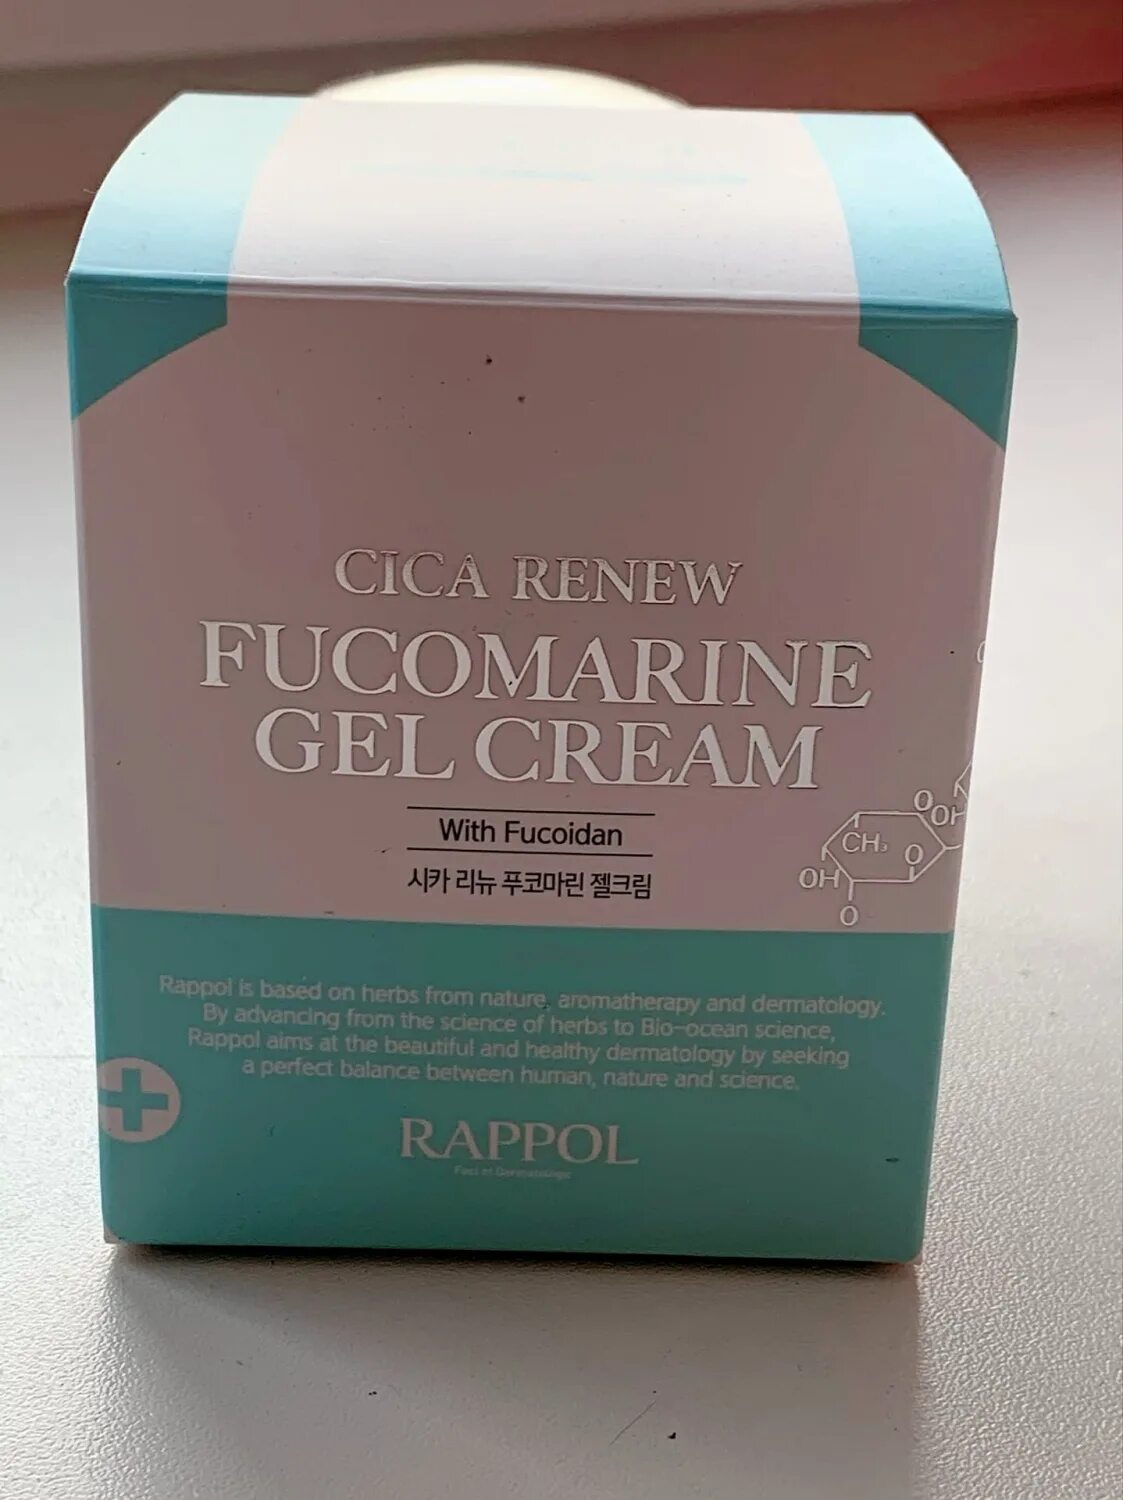 CICA RENEW
FUCOMARINE
GEL CREAM
With Fucoidan
시카 리뉴 푸코마린 젤크림
O
OH
CH₃
O
OH
O
Rappol is based on herbs from nature, aromatherapy and dermatology.
By advancing from the science of herbs to Bio-ocean science,
Rappol aims at the beautiful and healthy dermatology by seeking
a perfect balance between human, nature and science.
RAPPOL